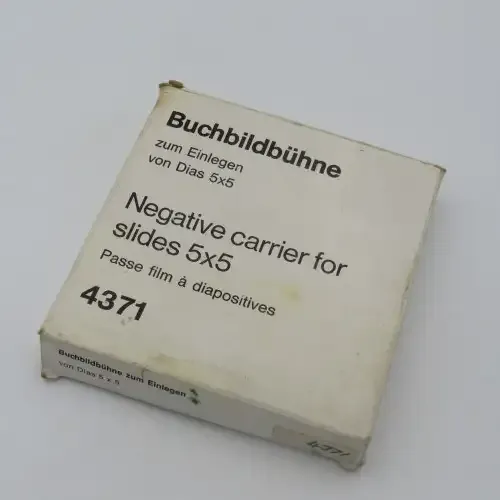 Buchbildbühne
zum Einlegen
von Dias 5x5
Negative carrier for
slides 5x5
Passe film à diapositives
4371
Buchbildbühne zum Einlegen
von Dias 5 x 5
4371